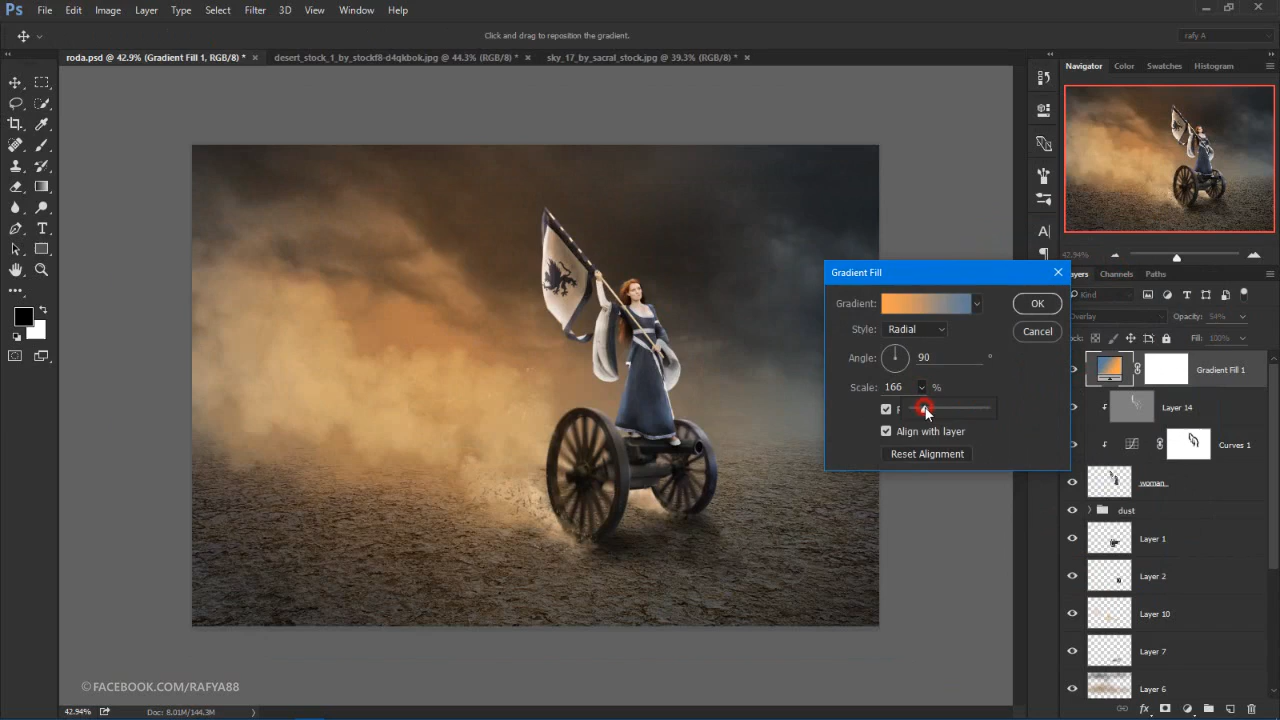 Ps File Edit Image Layer Type Select Filter 3D View Window Help
Click and drag to reposition the gradient.
rafy A
roda.psd @ 42.9% (Gradient Fill 1, RGB/8) *
desert_stock_1_by_stockf8-d4qkbok.jpg @ 44.3% (RGB/8) *
sky_17_by_sacral_stock.jpg @ 39.3% (RGB/8) *
Navigator Color Swatches Histogram
42.94%
Layers Channels Paths
Kind
Overlay Opacity: 54%
Fill: 100%
Gradient Fill 1
Layer 14
Curves 1
woman
dust
Layer 1
Layer 2
Layer 10
Layer 7
Layer 6
Gradient Fill
Gradient: OK
Style: Radial Cancel
Angle: 90 °
Scale: 166 %
Align with layer
Reset Alignment
©FACEBOOK.COM/RAFYA88
42.94% Doc: 8.01M/144.3M